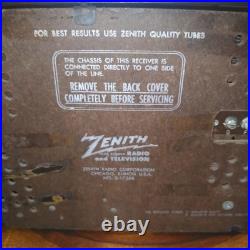 FOR BEST RESULTS USE ZENITH QUALITY TUBES
THE CHASSIS OF THIS RECEIVER IS
CONNECTED DIRECTLY TO ONE SIDE
OF THE LINE.
REMOVE THE BACK COVER
COMPLETELY BEFORE SERVICING
ZENITH
RADIO
and TELEVISION
ZENITH RADIO CORPORATION
CHICAGO, ILLINOIS U.S.A.